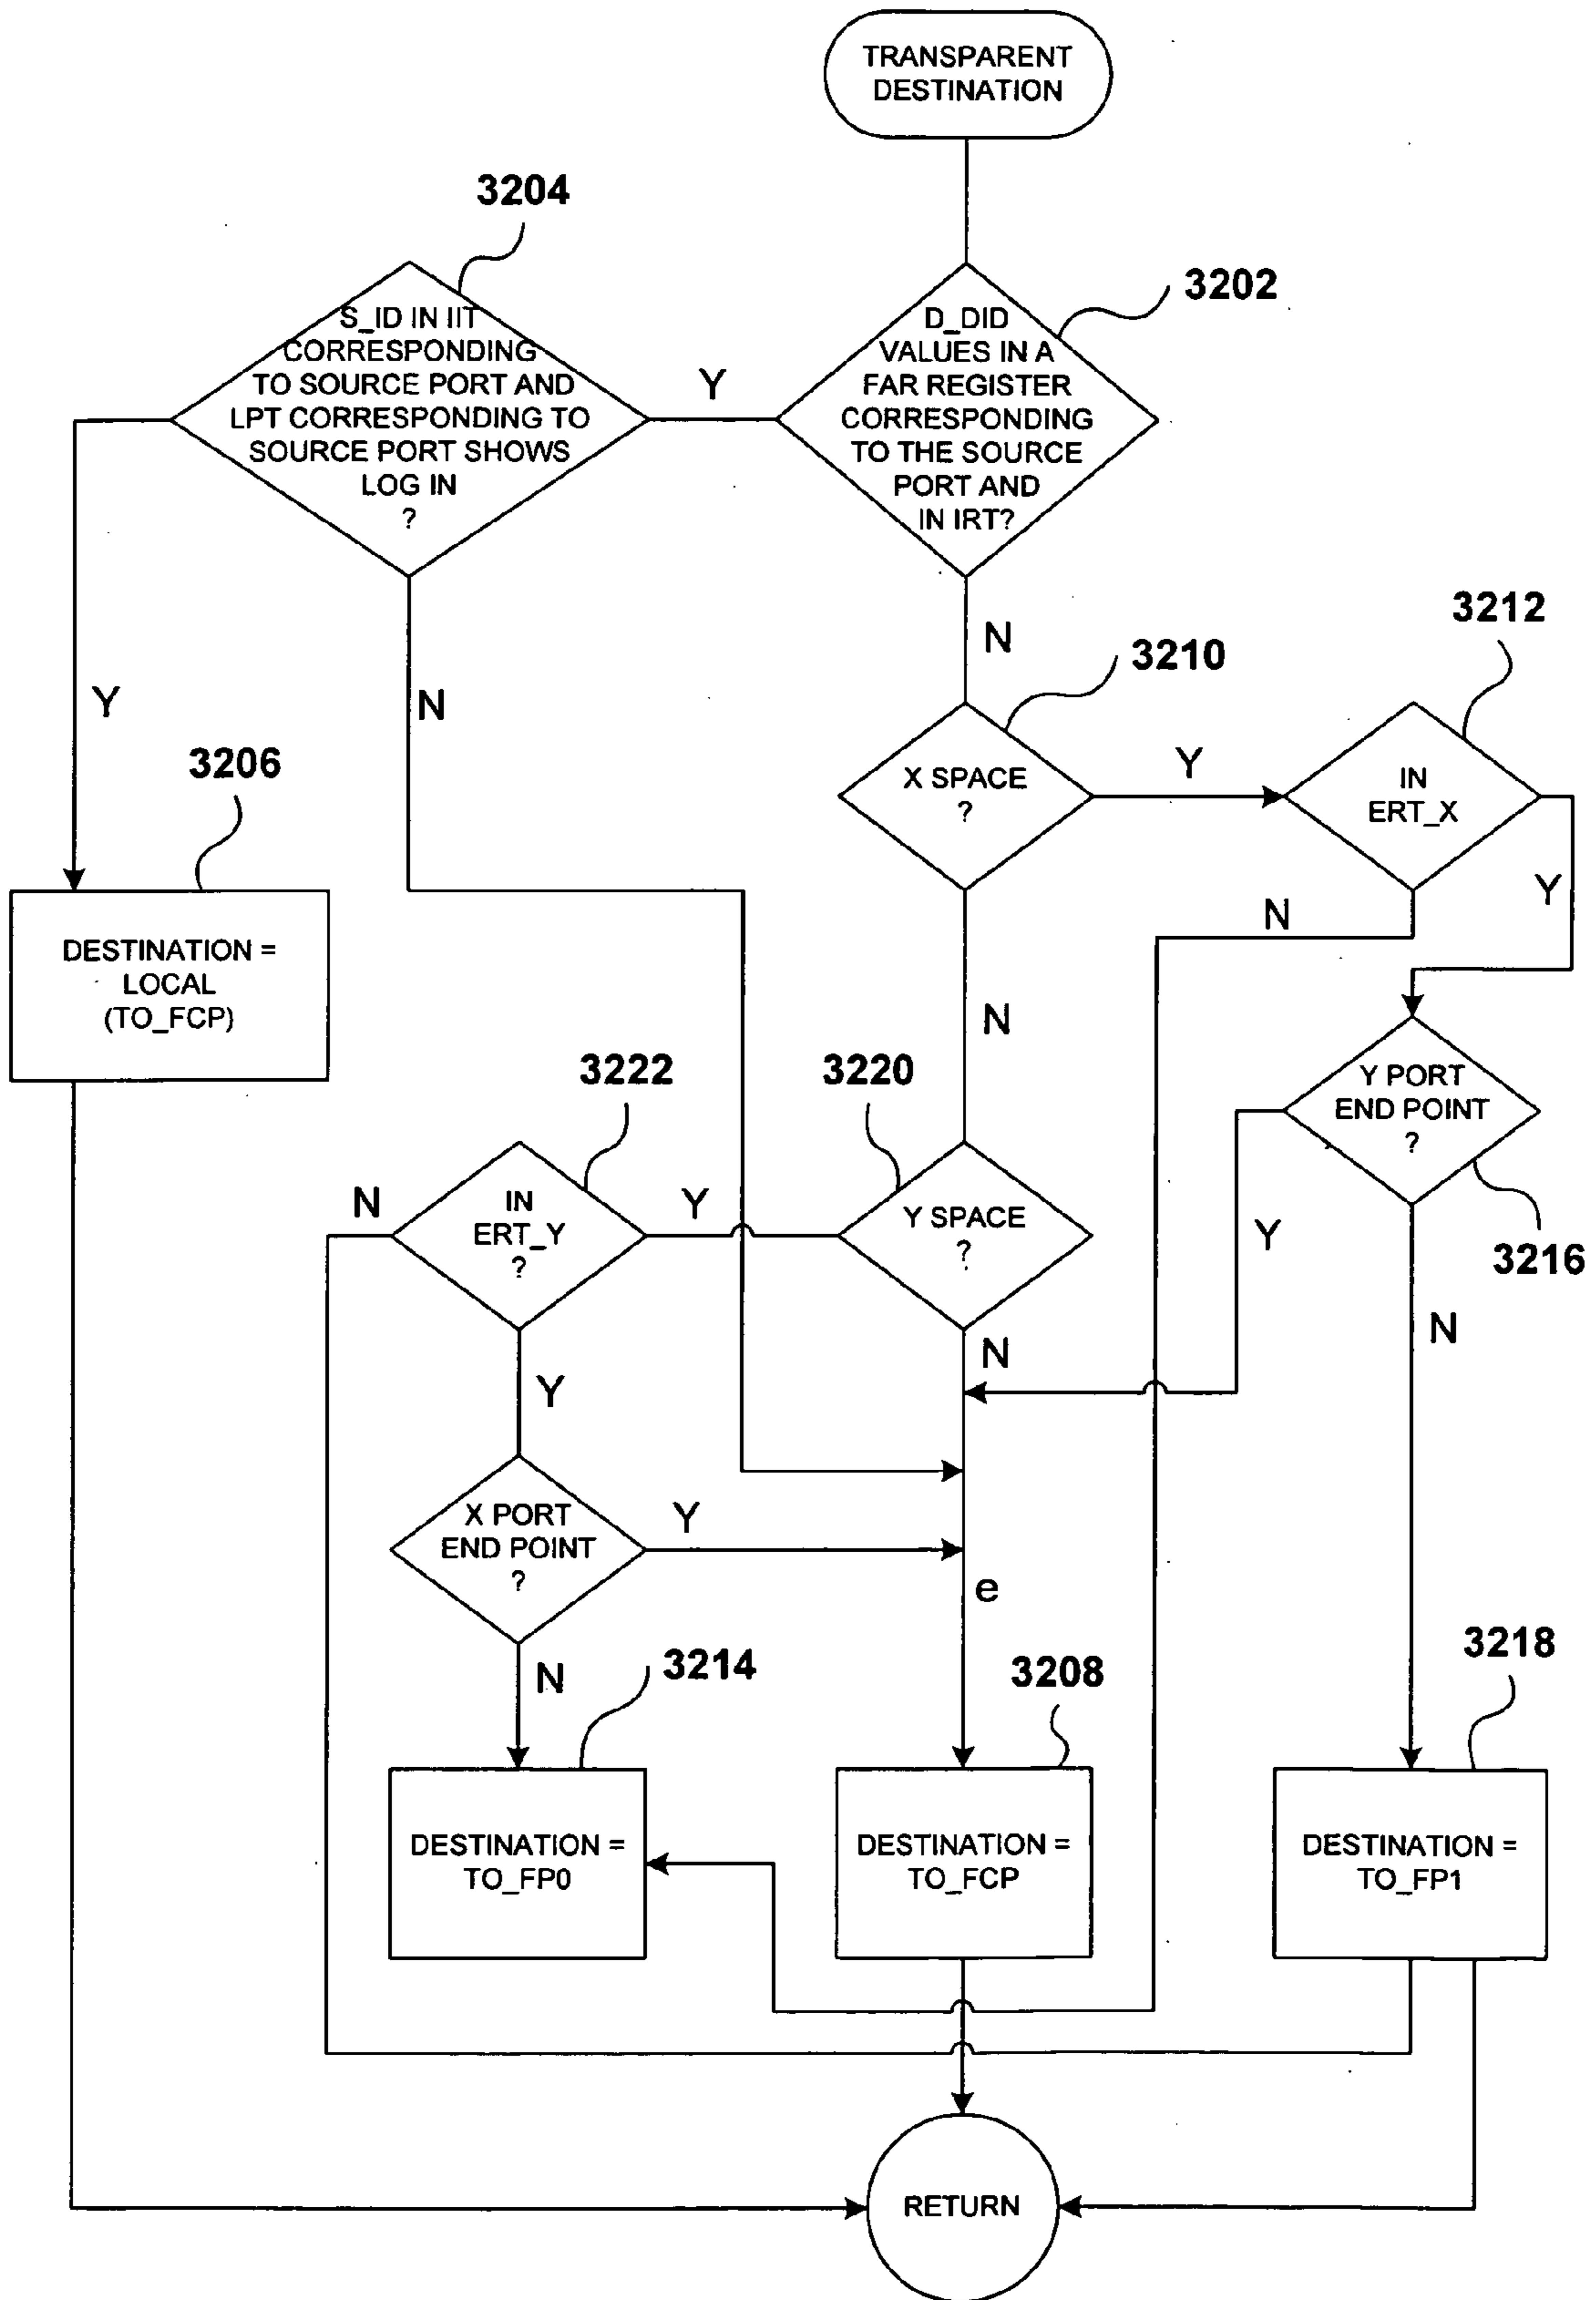 TRANSPARENT
DESTINATION
3204
3202
S_ID IN IIT
CORRESPONDING
TO SOURCE PORT AND
LPT CORRESPONDING TO
SOURCE PORT SHOWS
LOG IN
?
Y
D_DID
VALUES IN A
FAR REGISTER
CORRESPONDING
TO THE SOURCE
PORT AND
IN IRT?
N
3212
3210
Y
N
3206
X SPACE
?
Y
IN
ERT_X
Y
N
DESTINATION =
LOCAL
(TO_FCP)
N
3222
3220
Y PORT
END POINT
?
N
IN
ERT_Y
?
Y
Y SPACE
?
Y
3216
N
N
Y
X PORT
END POINT
?
Y
e
N
3214
3208
3218
DESTINATION =
TO_FP0
DESTINATION =
TO_FCP
DESTINATION =
TO_FP1
RETURN